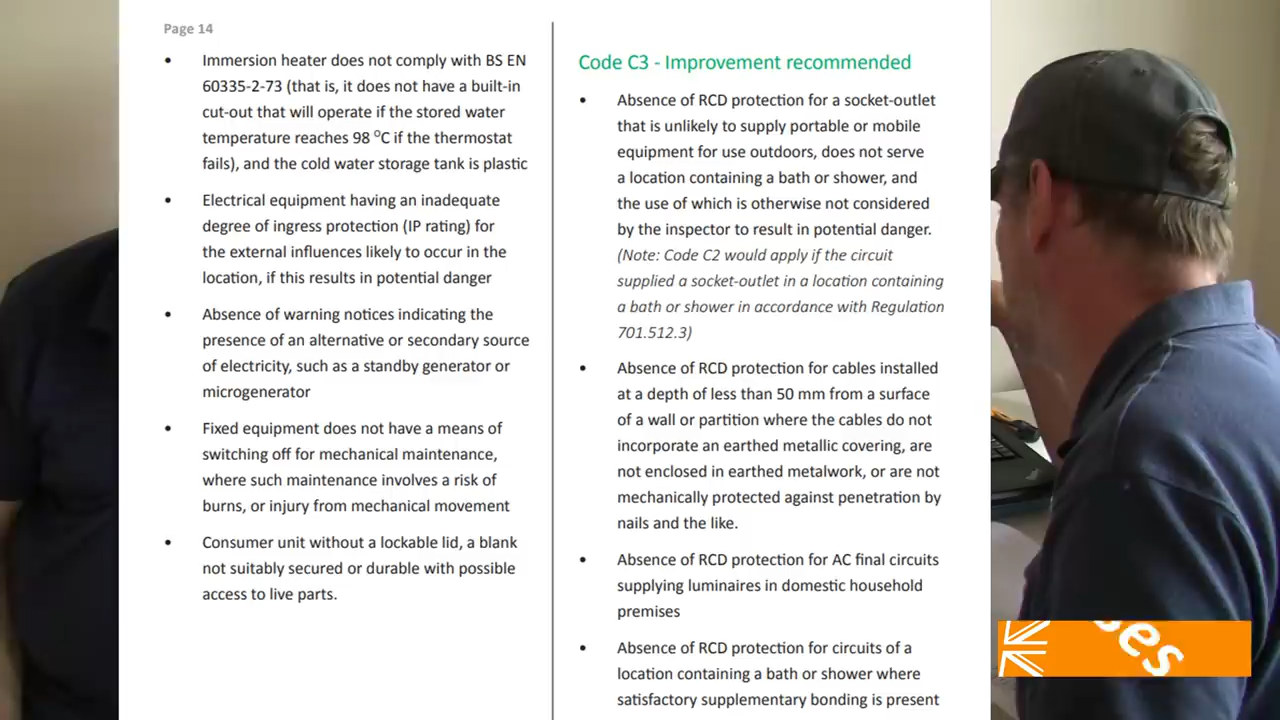 Page 14
• Immersion heater does not comply with BS EN
60335-2-73 (that is, it does not have a built-in
cut-out that will operate if the stored water
temperature reaches 98 ⁰C if the thermostat
fails), and the cold water storage tank is plastic
• Electrical equipment having an inadequate
degree of ingress protection (IP rating) for
the external influences likely to occur in the
location, if this results in potential danger
• Absence of warning notices indicating the
presence of an alternative or secondary source
of electricity, such as a standby generator or
microgenerator
• Fixed equipment does not have a means of
switching off for mechanical maintenance,
where such maintenance involves a risk of
burns, or injury from mechanical movement
• Consumer unit without a lockable lid, a blank
not suitably secured or durable with possible
access to live parts.
Code C3 - Improvement recommended
• Absence of RCD protection for a socket-outlet
that is unlikely to supply portable or mobile
equipment for use outdoors, does not serve
a location containing a bath or shower, and
the use of which is otherwise not considered
by the inspector to result in potential danger.
(Note: Code C2 would apply if the circuit
supplied a socket-outlet in a location containing
a bath or shower in accordance with Regulation
701.512.3)
• Absence of RCD protection for cables installed
at a depth of less than 50 mm from a surface
of a wall or partition where the cables do not
incorporate an earthed metallic covering, are
not enclosed in earthed metalwork, or are not
mechanically protected against penetration by
nails and the like.
• Absence of RCD protection for AC final circuits
supplying luminaires in domestic household
premises
• Absence of RCD protection for circuits of a
location containing a bath or shower where
satisfactory supplementary bonding is present